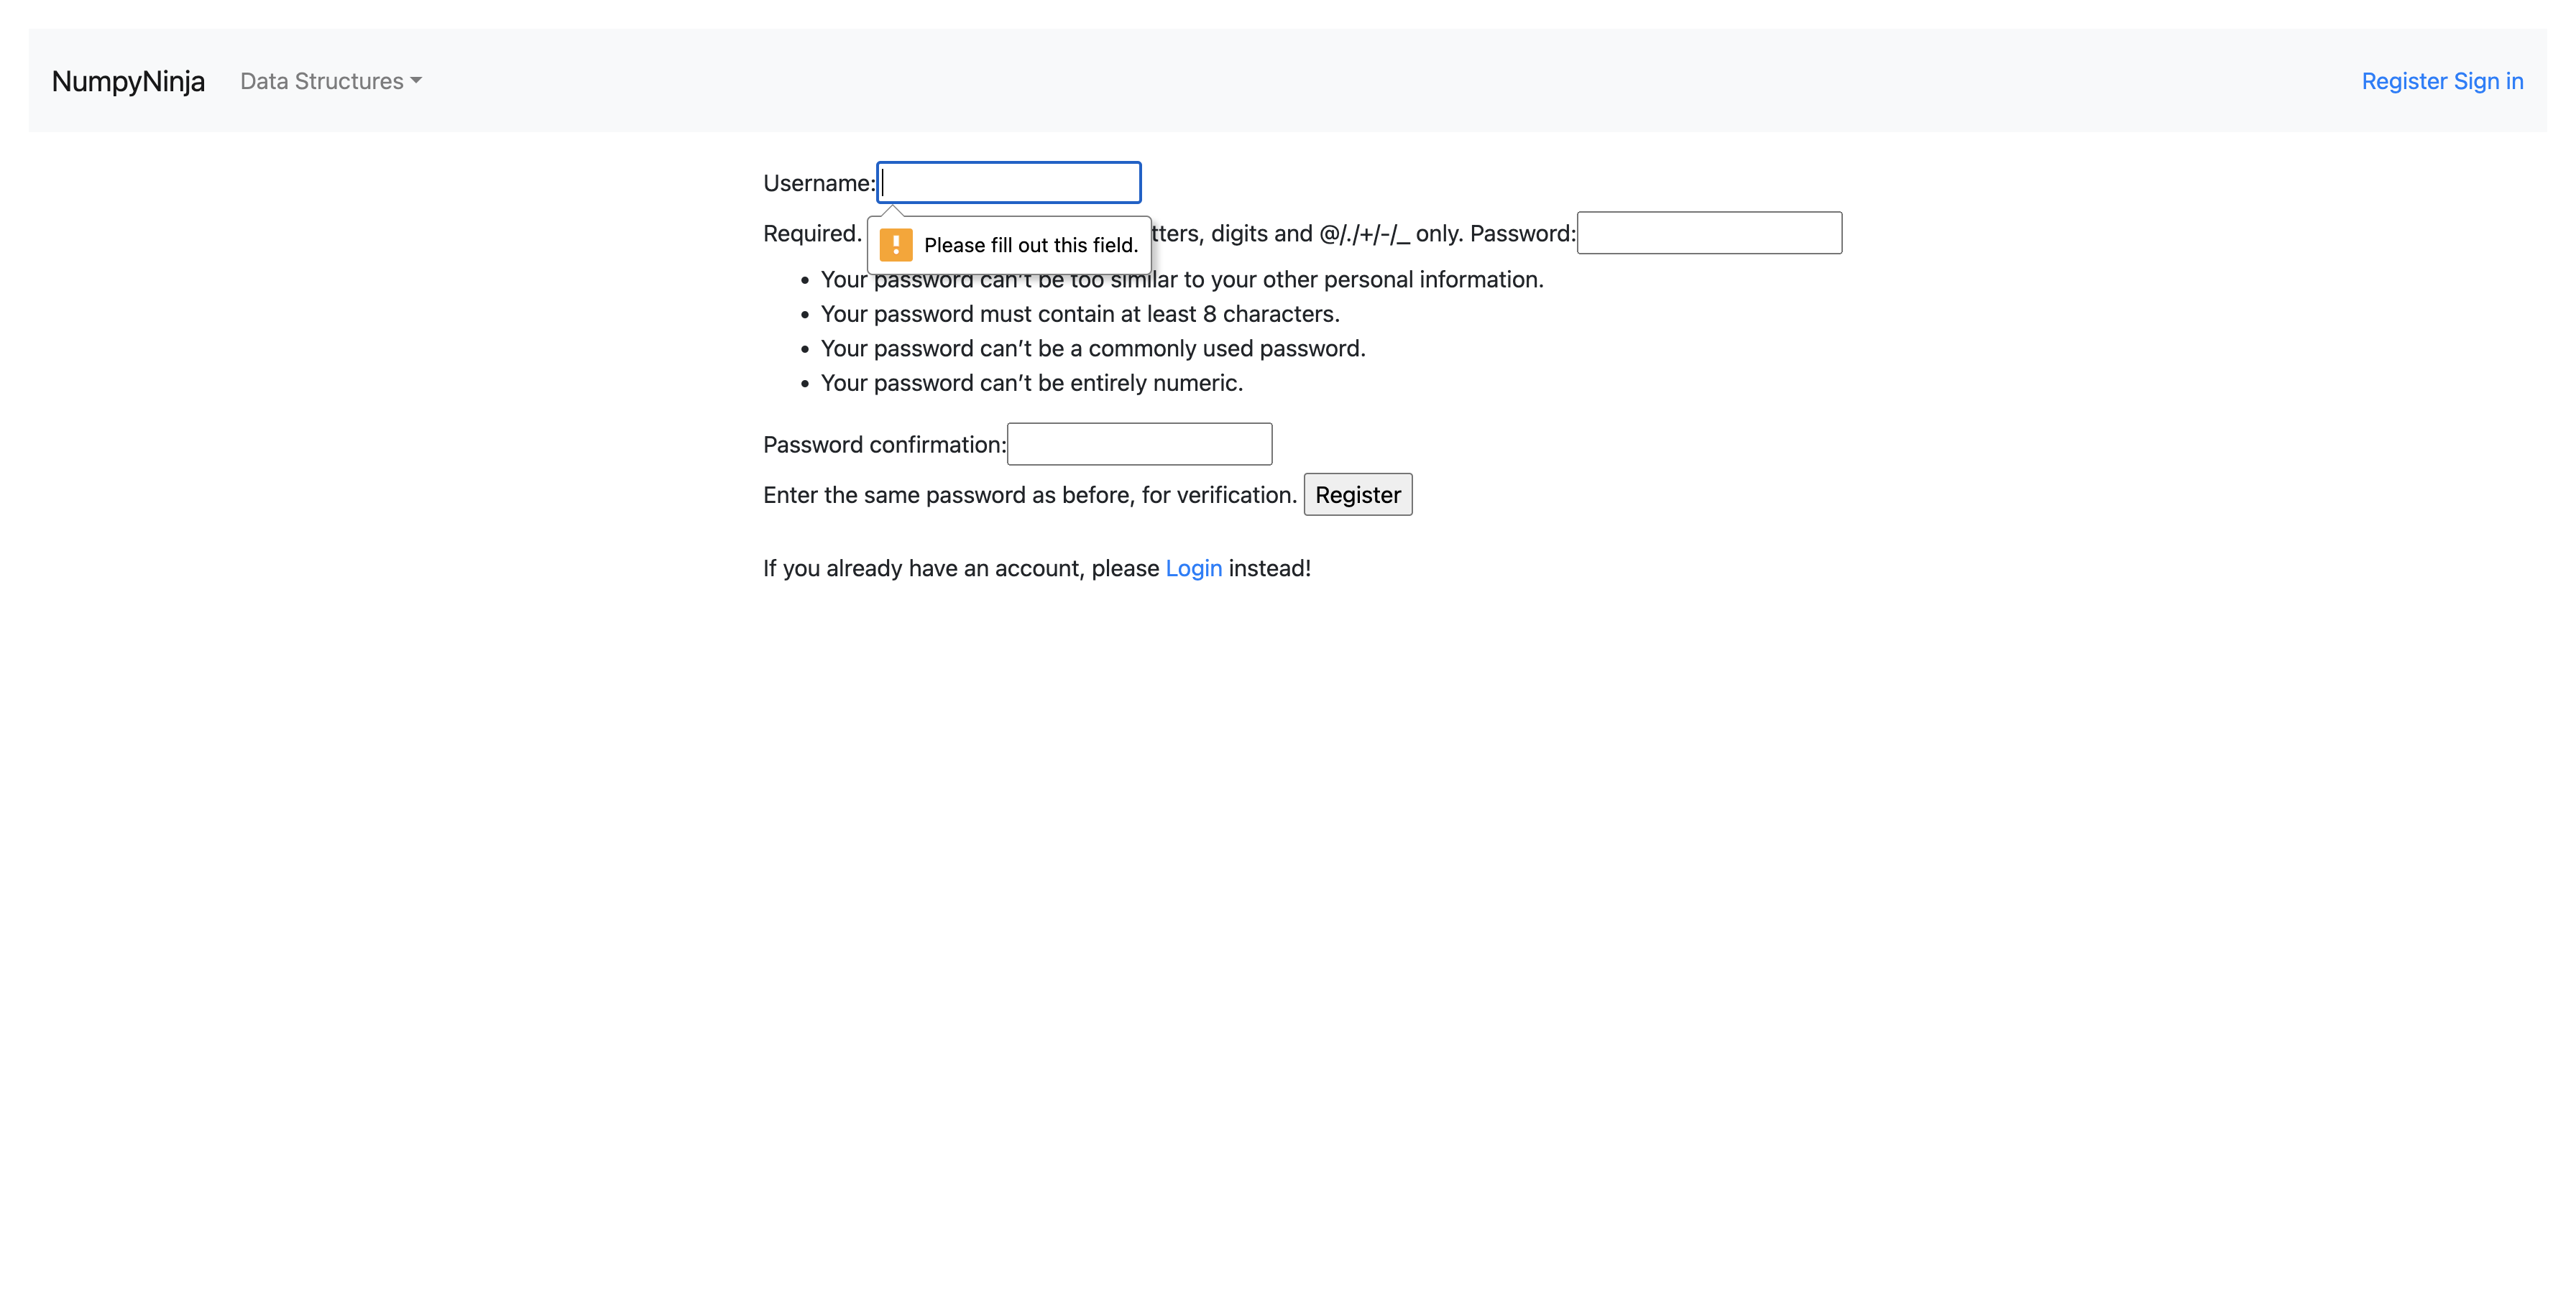 NumpyNinja Data Structures Register Sign in
Username:
Required. tters, digits and @/./+/-/_ only. Password:
Please fill out this field.
Your password can't be too similar to your other personal information.
Your password must contain at least 8 characters.
Your password can't be a commonly used password.
Your password can't be entirely numeric.
Password confirmation:
Enter the same password as before, for verification. Register
If you already have an account, please Login instead!